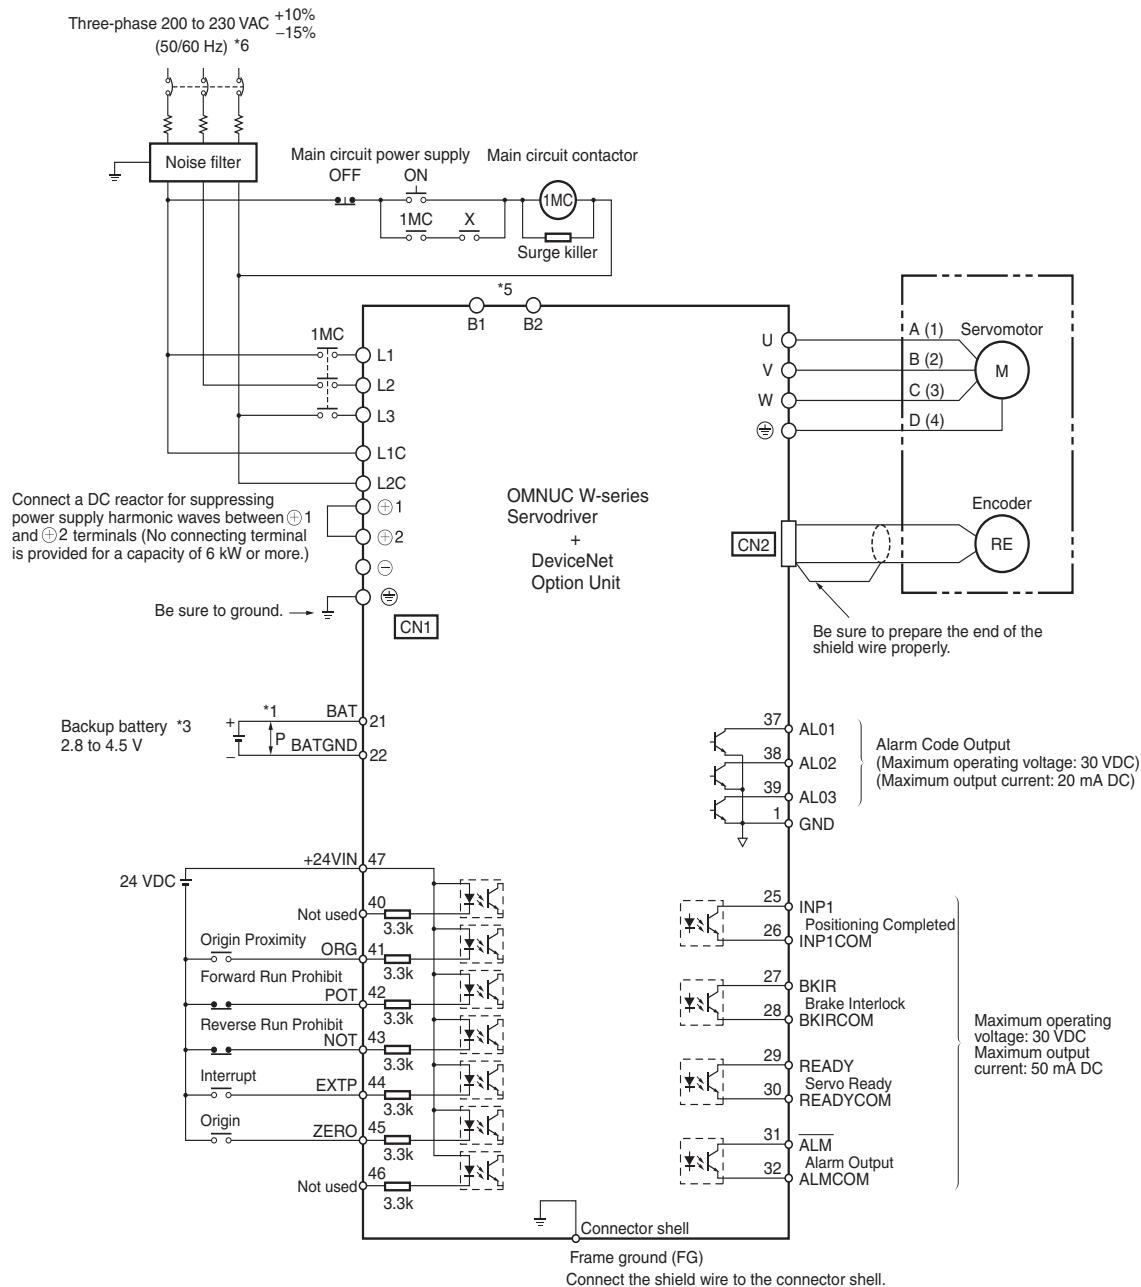 Three-phase 200 to 230 VAC +10% −15%
(50/60 Hz) *6
Noise filter
Main circuit power supply
OFF
ON
Main circuit contactor
1MC
1MC
X
Surge killer
*5
B1
B2
1MC
L1
L2
L3
L1C
L2C
⊕1
⊕2
⊖
Connect a DC reactor for suppressing
power supply harmonic waves between ⊕1
and ⊕2 terminals (No connecting terminal
is provided for a capacity of 6 kW or more.)
Be sure to ground.
CN1
OMNUC W-series
Servodriver
+
DeviceNet
Option Unit
U
V
W
A (1)
B (2)
C (3)
D (4)
Servomotor
M
Encoder
RE
CN2
Be sure to prepare the end of the
shield wire properly.
Backup battery *3
2.8 to 4.5 V
+
−
*1
P
BAT
21
BATGND
22
37
AL01
38
AL02
39
AL03
1
GND
Alarm Code Output
(Maximum operating voltage: 30 VDC)
(Maximum output current: 20 mA DC)
24 VDC
+24VIN
47
Not used
40
3.3k
Origin Proximity
ORG
41
3.3k
Forward Run Prohibit
POT
42
3.3k
Reverse Run Prohibit
NOT
43
3.3k
Interrupt
EXTP
44
3.3k
Origin
ZERO
45
3.3k
Not used
46
3.3k
25
INP1
Positioning Completed
26
INP1COM
27
BKIR
Brake Interlock
28
BKIRCOM
29
READY
Servo Ready
30
READYCOM
31
ALM
Alarm Output
32
ALMCOM
Maximum operating
voltage: 30 VDC
Maximum output
current: 50 mA DC
Connector shell
Frame ground (FG)
Connect the shield wire to the connector shell.